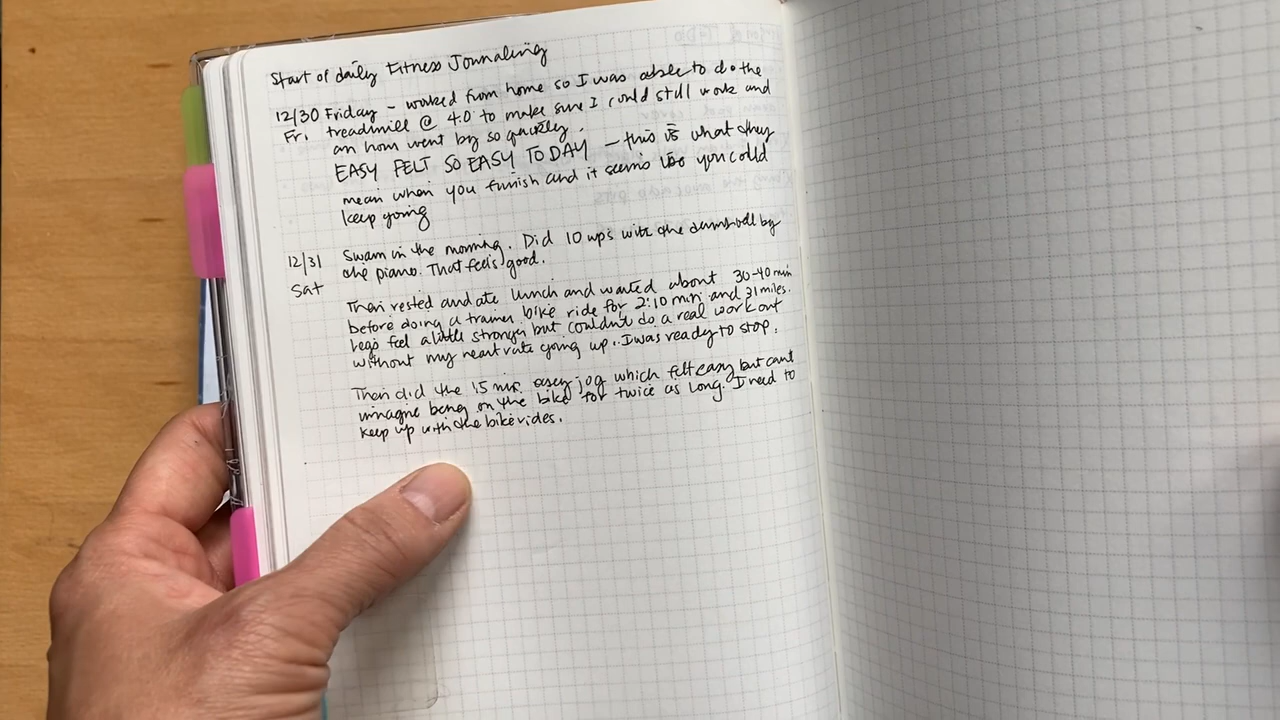 Start of daily Fitness Journaling
12/30 Friday - worked from home so I was able to do the
Fri. treadmill @ 4.0 to make sure I could still work and
an hour went by so quickly.
EASY FELT SO EASY TODAY - this is what they
mean when you finish and it seems like you could
keep going
12/31 Swam in the morning. Did 10 ups with the dumbbell by
Sat the piano. That feels good.
Then rested and ate lunch and waited about 30-40 min
before doing a trainer bike ride for 2:10 min and 31 miles.
Legs feel a little stronger but couldn't do a real workout
without my heart rate going up.. I was ready to stop.
Then did the 15 min. easy jog which felt easy but can't
imagine being on the bike for twice as long. I need to
keep up with the bike rides.